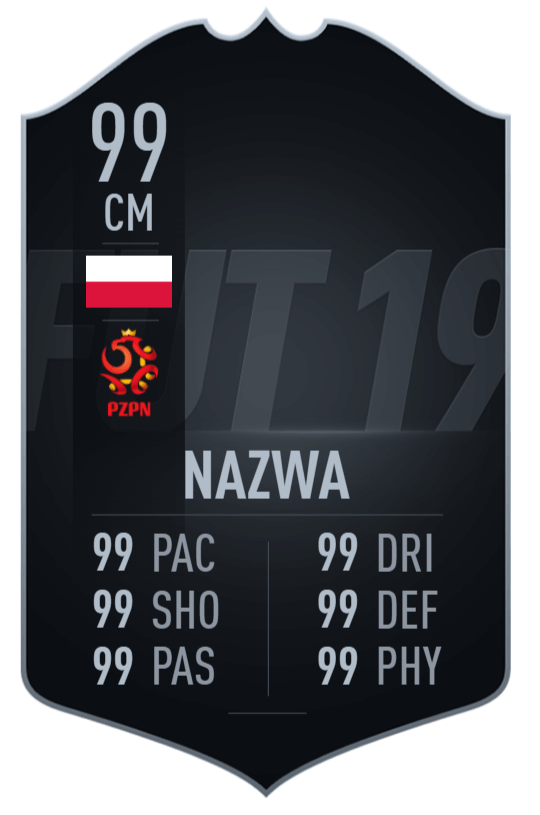 99
CM
FUT 19
PZPN
NAZWA
99 PAC 99 DRI
99 SHO 99 DEF
99 PAS 99 PHY